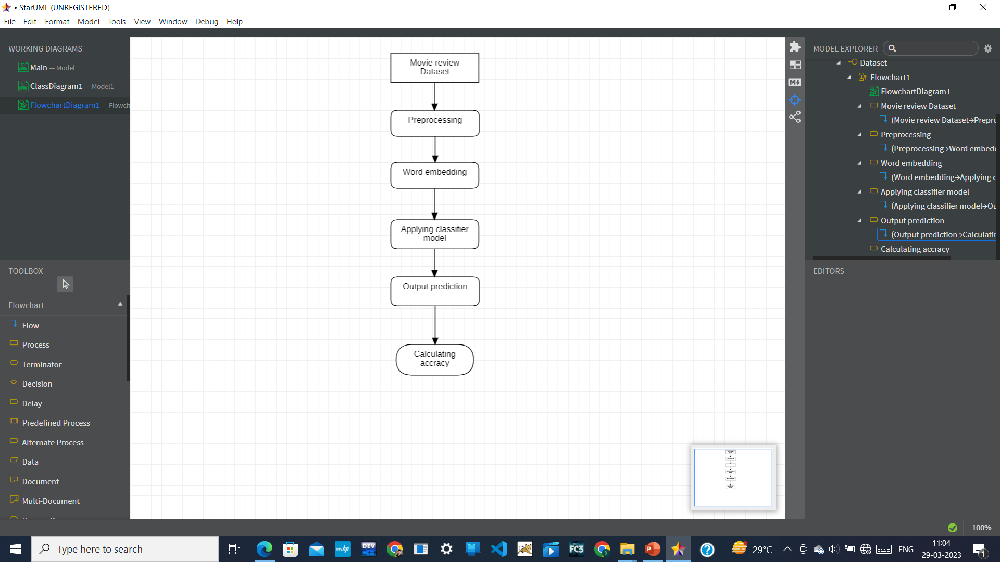 • StarUML (UNREGISTERED)
File Edit Format Model Tools View Window Debug Help
WORKING DIAGRAMS
Main — Model
ClassDiagram1 — Model1
FlowchartDiagram1 — Flowch
TOOLBOX
Flowchart
Flow
Process
Terminator
Decision
Delay
Predefined Process
Alternate Process
Data
Document
Multi-Document
Movie review
Dataset
Preprocessing
Word embedding
Applying classifier
model
Output prediction
Calculating
accracy
MODEL EXPLORER
Dataset
Flowchart1
FlowchartDiagram1
Movie review Dataset
(Movie review Dataset→Prepro
Preprocessing
(Preprocessing→Word embedd
Word embedding
(Word embedding→Applying c
Applying classifier model
(Applying classifier model→Ou
Output prediction
(Output prediction→Calculatin
Calculating accracy
EDITORS
100%
Type here to search
myhp
DEV
FC3
29°C
ENG
11:04
29-03-2023
1